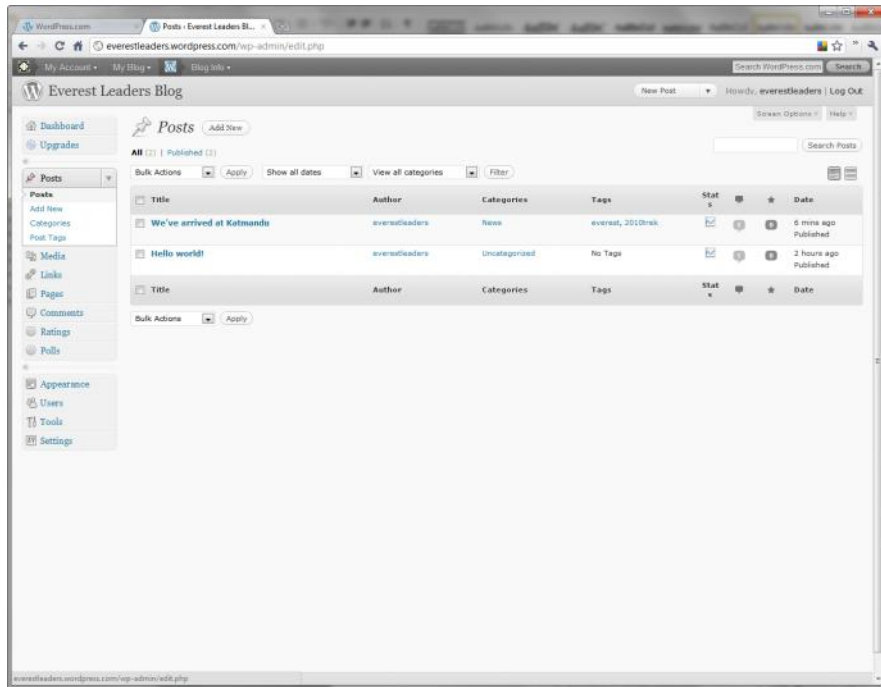 WordPress.com
Posts ‹ Everest Leaders Bl...
everestleaders.wordpress.com/wp-admin/edit.php
My Account
My Blog
Blog Info
Search WordPress.com
Search
Everest Leaders Blog
New Post
Howdy, everestleaders | Log Out
Screen Options
Help
Dashboard
Upgrades
Posts
Posts
Add New
Categories
Post Tags
Media
Links
Pages
Comments
Ratings
Polls
Appearance
Users
Tools
Settings
Posts Add New
All (2) | Published (2)
Search Posts
Bulk Actions Apply Show all dates View all categories Filter
Title Author Categories Tags Stats Date
We've arrived at Katmandu everestleaders News everest, 2010trek 6 mins ago
Published
Hello world! everestleaders Uncategorized No Tags 2 hours ago
Published
Title Author Categories Tags Stats Date
Bulk Actions Apply
everestleaders.wordpress.com/wp-admin/edit.php